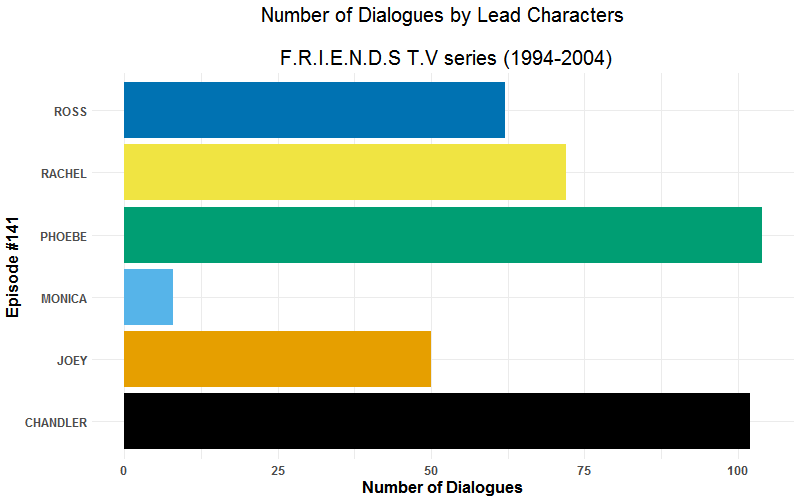 Number of Dialogues by Lead Characters
F.R.I.E.N.D.S T.V series (1994-2004)
Episode #141
ROSS
RACHEL
PHOEBE
MONICA
JOEY
CHANDLER
0 25 50 75 100
Number of Dialogues